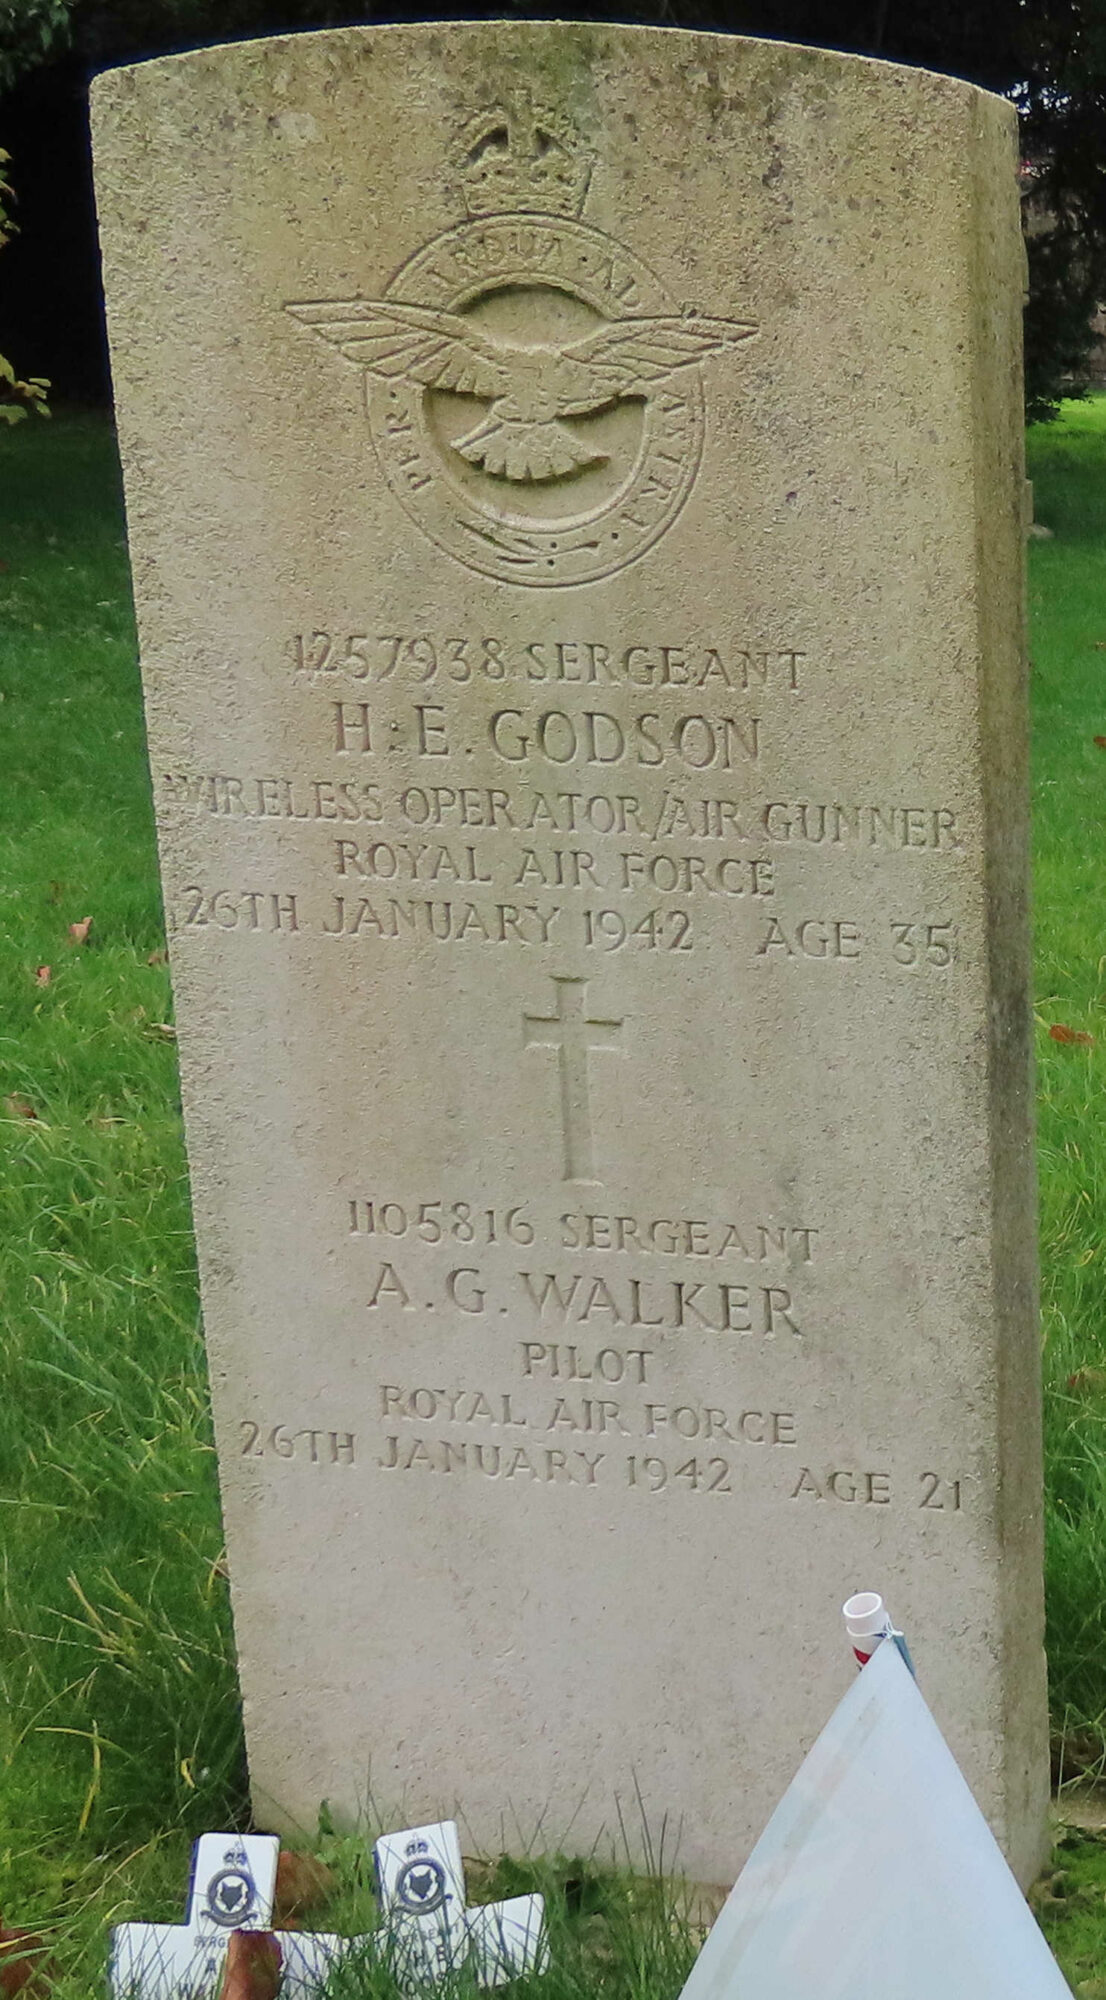 PER · ARDUA · AD · ASTRA ·
1257938 SERGEANT
H. E. GODSON
WIRELESS OPERATOR/AIR GUNNER
ROYAL AIR FORCE
26TH JANUARY 1942 AGE 35
1105816 SERGEANT
A. G. WALKER
PILOT
ROYAL AIR FORCE
26TH JANUARY 1942 AGE 21